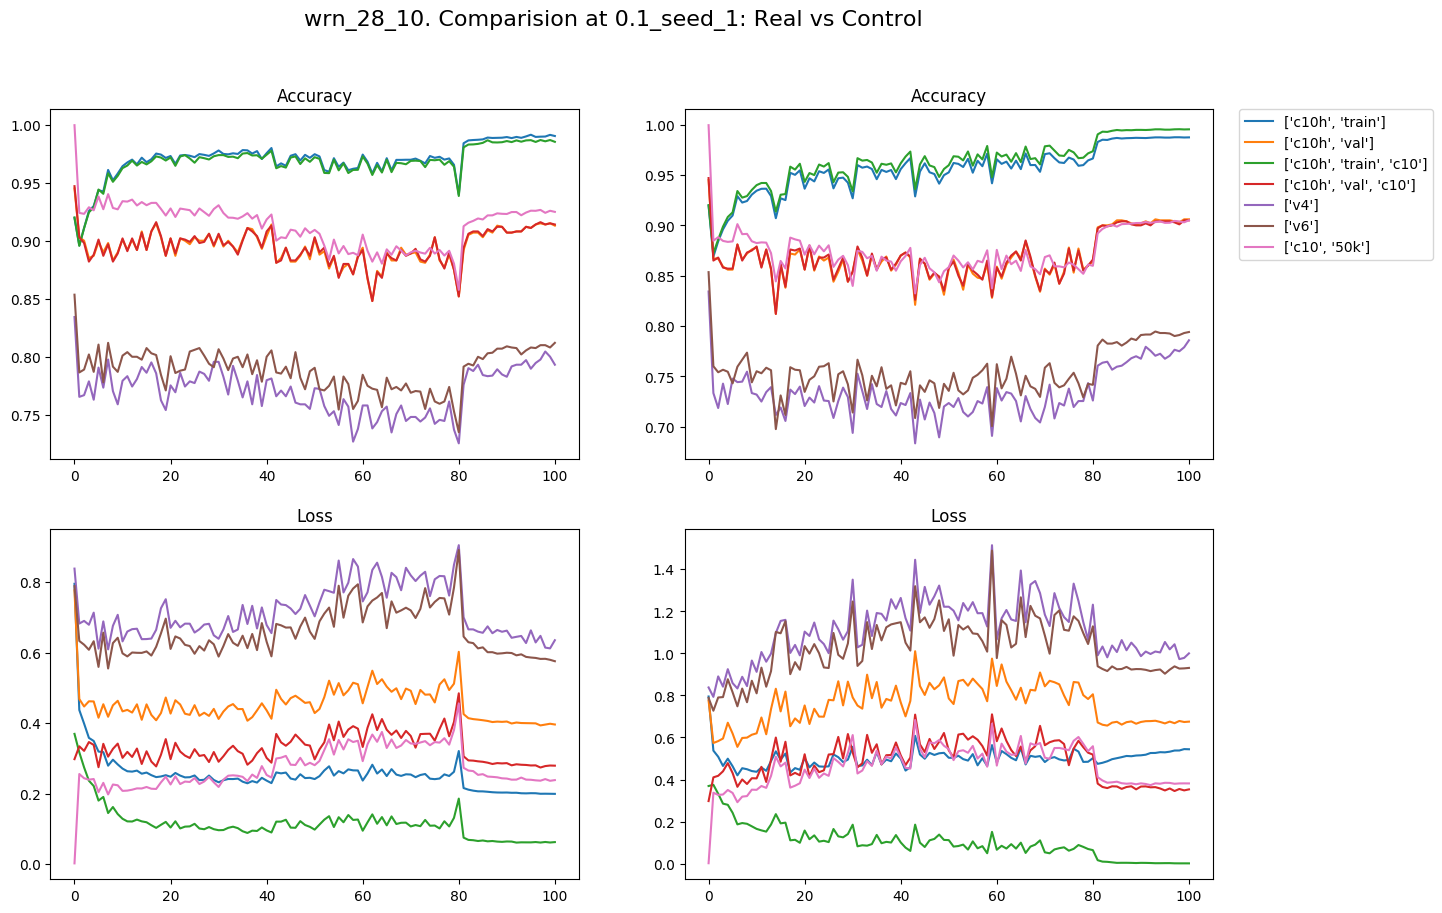 wrn_28_10. Comparision at 0.1_seed_1: Real vs Control
Accuracy
1.00
0.95
0.90
0.85
0.80
0.75
0 20 40 60 80 100
Accuracy
1.00
0.95
0.90
0.85
0.80
0.75
0.70
0 20 40 60 80 100
['c10h', 'train']
['c10h', 'val']
['c10h', 'train', 'c10']
['c10h', 'val', 'c10']
['v4']
['v6']
['c10', '50k']
Loss
0.8
0.6
0.4
0.2
0.0
0 20 40 60 80 100
Loss
1.4
1.2
1.0
0.8
0.6
0.4
0.2
0.0
0 20 40 60 80 100